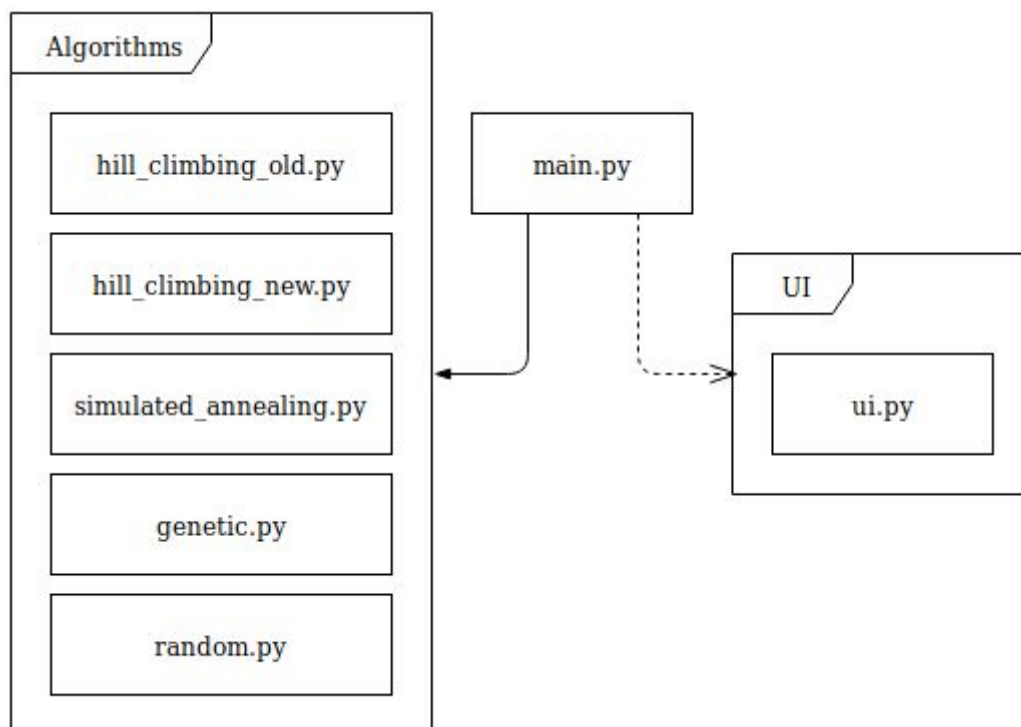 Algorithms
hill_climbing_old.py
hill_climbing_new.py
simulated_annealing.py
genetic.py
random.py
main.py
UI
ui.py